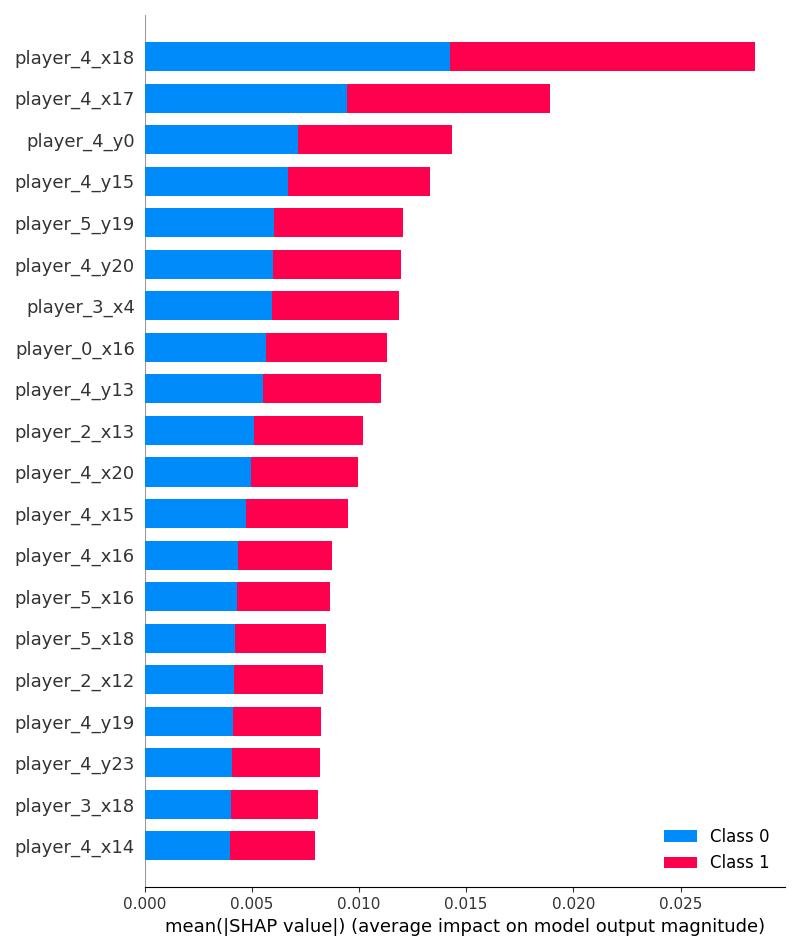 player_4_x18
player_4_x17
player_4_y0
player_4_y15
player_5_y19
player_4_y20
player_3_x4
player_0_x16
player_4_y13
player_2_x13
player_4_x20
player_4_x15
player_4_x16
player_5_x16
player_5_x18
player_2_x12
player_4_y19
player_4_y23
player_3_x18
player_4_x14
Class 0
Class 1
0.000 0.005 0.010 0.015 0.020 0.025
mean(|SHAP value|) (average impact on model output magnitude)